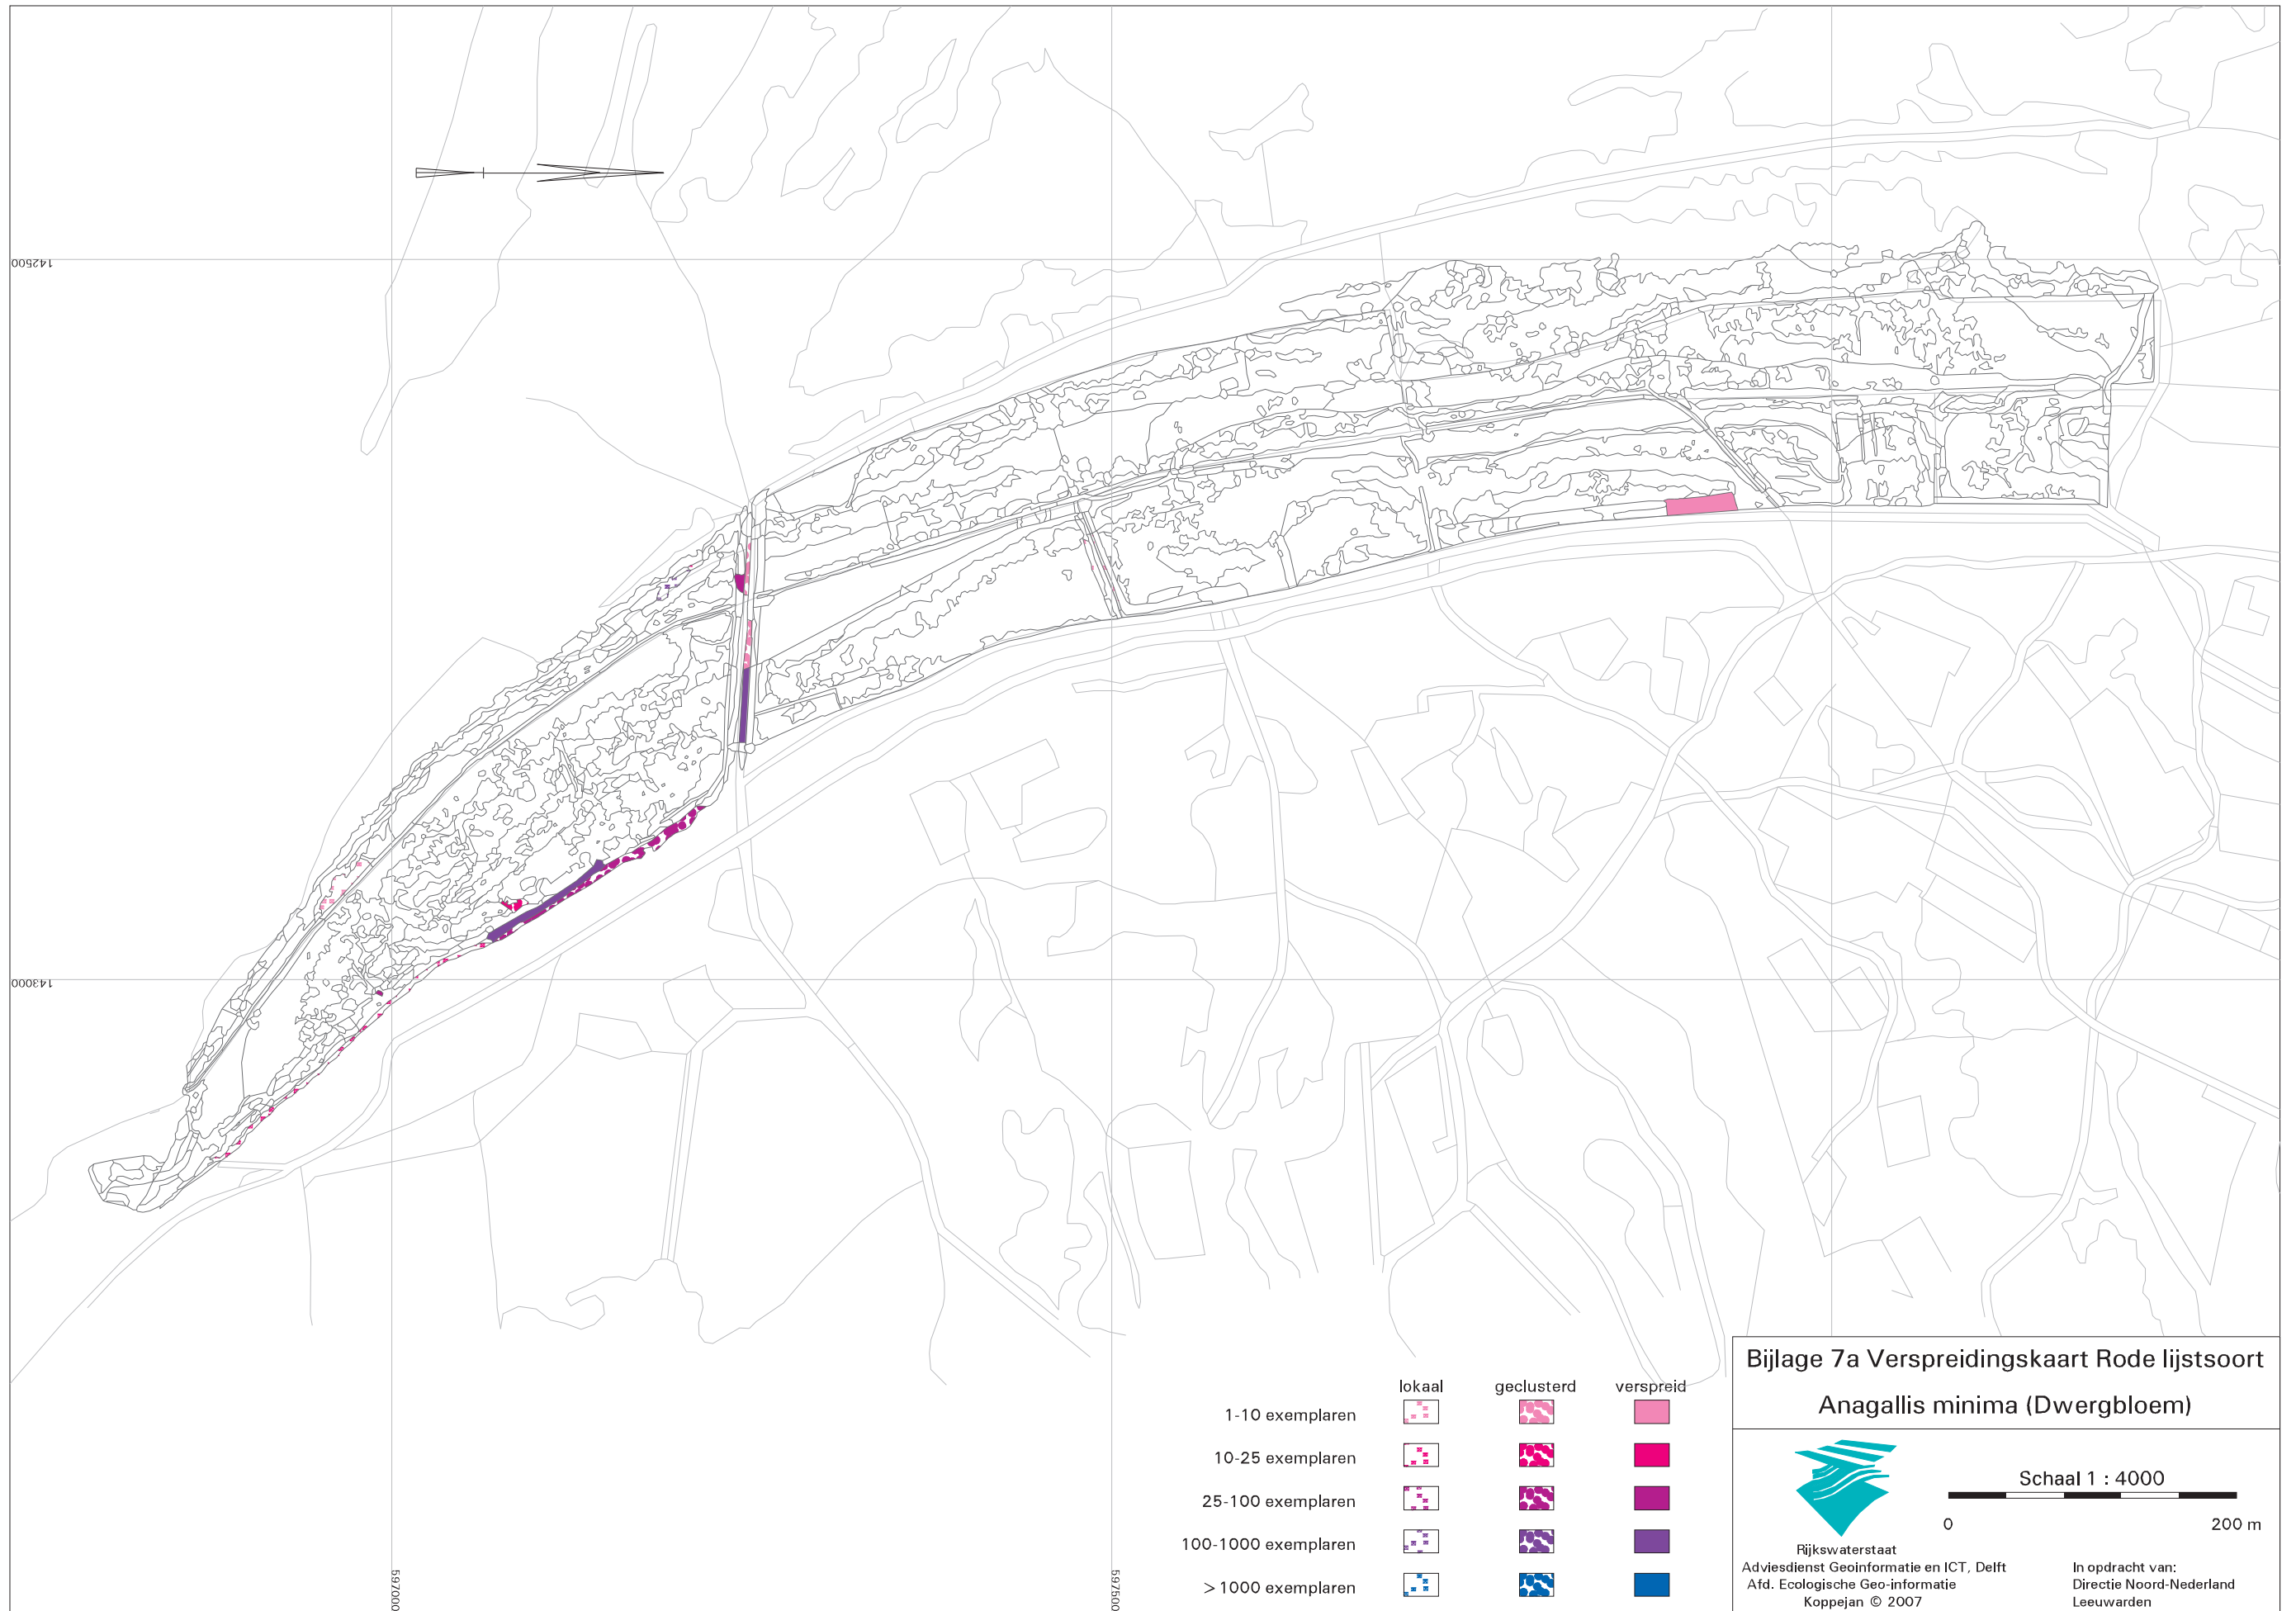 142500
143000
597000
597500
lokaal geclusterd verspreid
1-10 exemplaren
10-25 exemplaren
25-100 exemplaren
100-1000 exemplaren
> 1000 exemplaren
Bijlage 7a Verspreidingskaart Rode lijstsoort
Anagallis minima (Dwergbloem)
Schaal 1 : 4000
0 200 m
Rijkswaterstaat
Adviesdienst Geoinformatie en ICT, Delft
Afd. Ecologische Geo-informatie
Koppejan © 2007
In opdracht van:
Directie Noord-Nederland
Leeuwarden